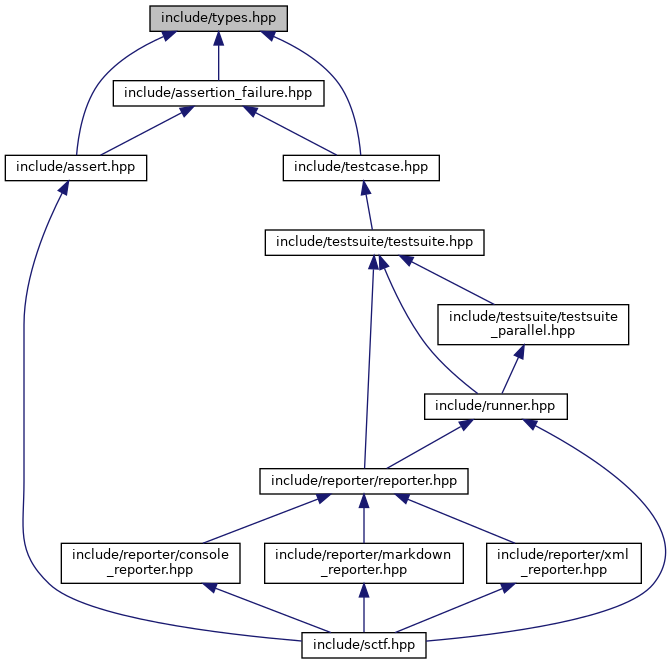 include/types.hpp
include/assertion_failure.hpp
include/assert.hpp
include/testcase.hpp
include/testsuite/testsuite.hpp
include/testsuite/testsuite
_parallel.hpp
include/runner.hpp
include/reporter/reporter.hpp
include/reporter/console
_reporter.hpp
include/reporter/markdown
_reporter.hpp
include/reporter/xml
_reporter.hpp
include/sctf.hpp